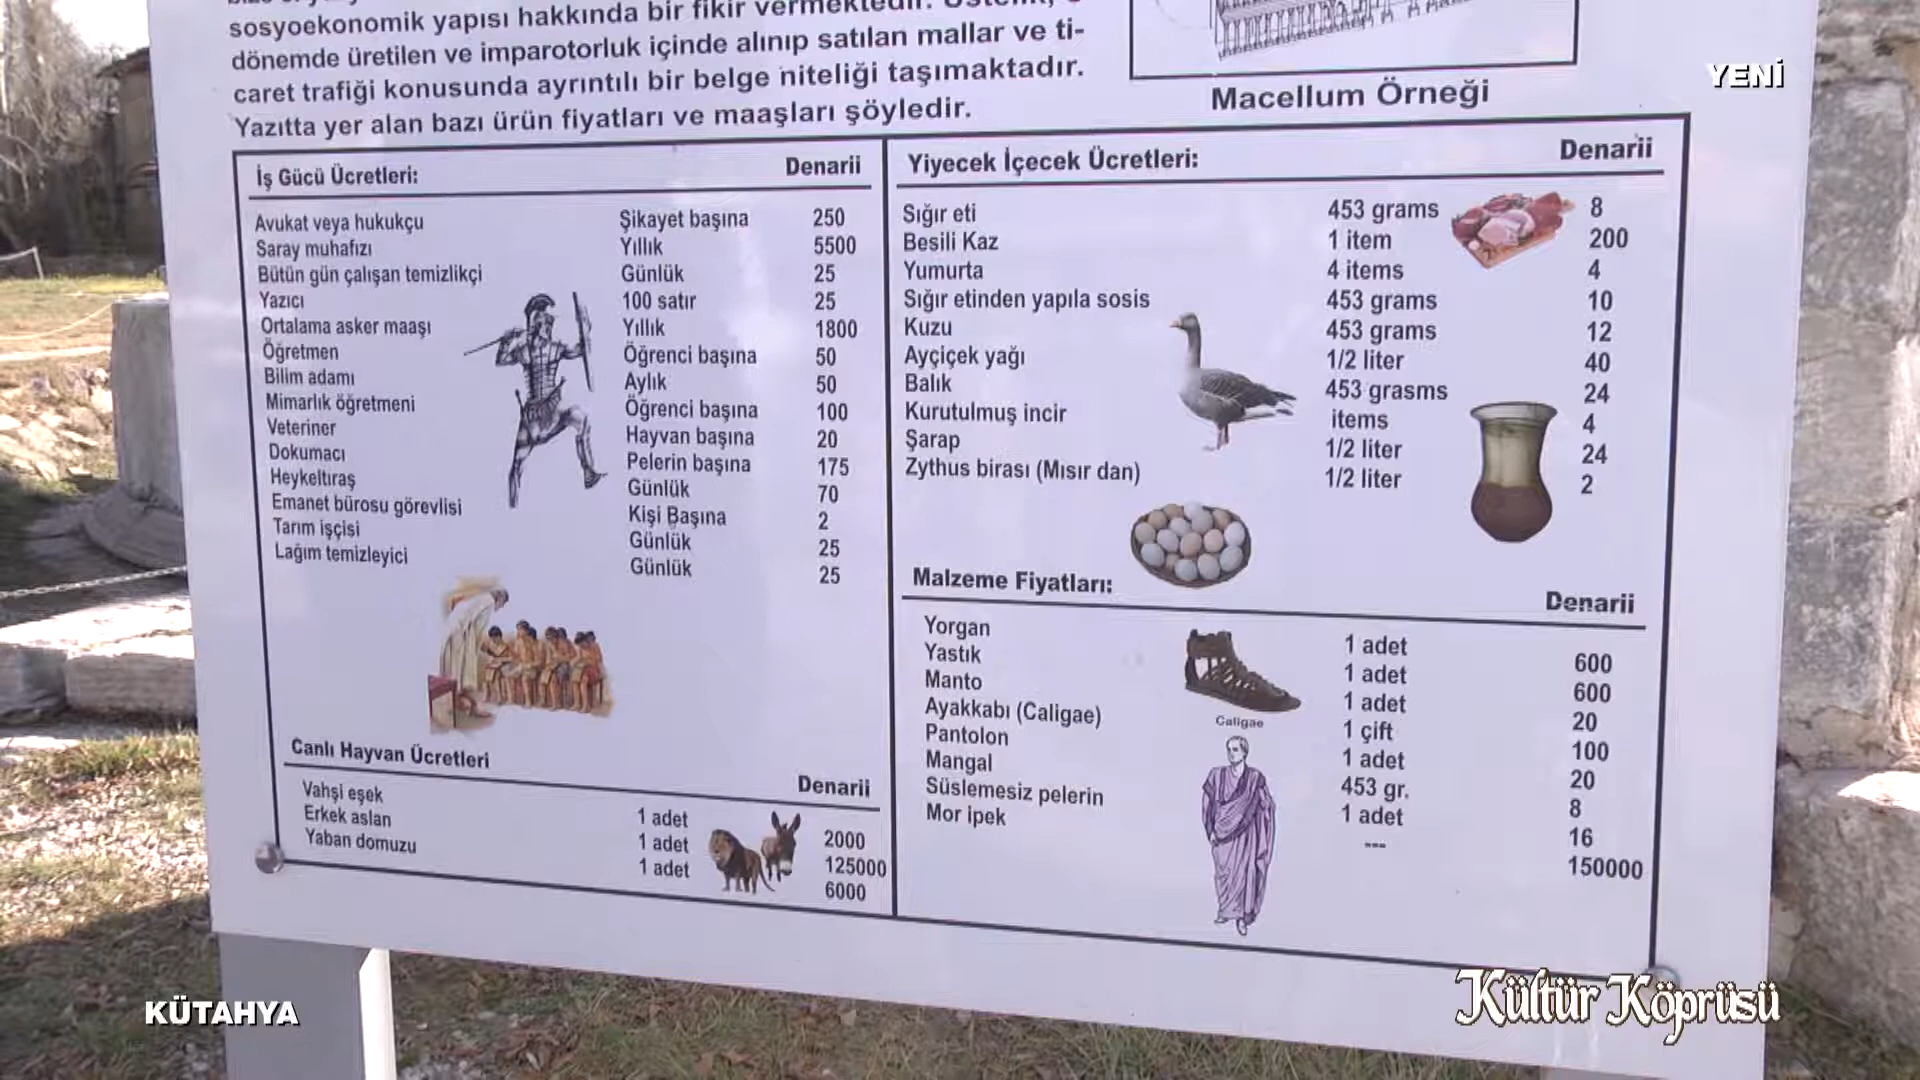 sosyoekonomik yapısı hakkında bir fikir vermektedir.
dönemde üretilen ve imparotorluk içinde alınıp satılan mallar ve ti-
caret trafiği konusunda ayrıntılı bir belge niteliği taşımaktadır.
Yazıtta yer alan bazı ürün fiyatları ve maaşları şöyledir.
Macellum Örneği
YENİ
İş Gücü Ücretleri: Denarii
Avukat veya hukukçu Şikayet başına 250
Saray muhafızı Yıllık 5500
Bütün gün çalışan temizlikçi Günlük 25
Yazıcı 100 satır 25
Ortalama asker maaşı Yıllık 1800
Öğretmen Öğrenci başına 50
Bilim adamı Aylık 50
Mimarlık öğretmeni Öğrenci başına 100
Veteriner Hayvan başına 20
Dokumacı Pelerin başına 175
Heykeltıraş Günlük 70
Emanet bürosu görevlisi Kişi Başına 2
Tarım işçisi Günlük 25
Lağım temizleyici Günlük 25
Canlı Hayvan Ücretleri Denarii
Vahşi eşek 1 adet 2000
Erkek aslan 1 adet 125000
Yaban domuzu 1 adet 6000
Yiyecek İçecek Ücretleri: Denarii
Sığır eti 453 grams 8
Besili Kaz 1 item 200
Yumurta 4 items 4
Sığır etinden yapıla sosis 453 grams 10
Kuzu 453 grams 12
Ayçiçek yağı 1/2 liter 40
Balık 453 grasms 24
Kurutulmuş incir items 4
Şarap 1/2 liter 24
Zythus birası (Mısır dan) 1/2 liter 2
Malzeme Fiyatları: Denarii
Yorgan 1 adet 600
Yastık 1 adet 600
Manto 1 adet 20
Ayakkabı (Caligae) 1 çift 100
Pantolon 1 adet 20
Mangal 453 gr. 8
Süslemesiz pelerin 1 adet 16
Mor ipek --- 150000
Caligae
KÜTAHYA
Kültür Köprüsü